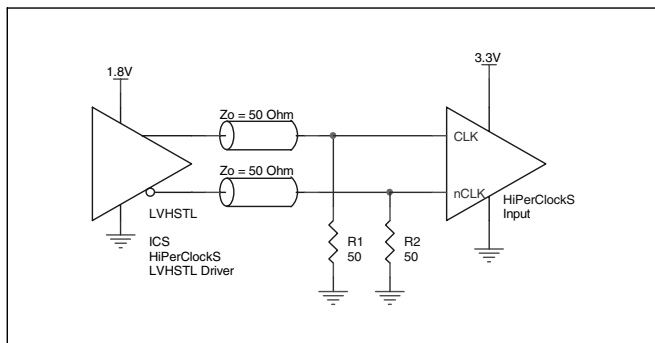 1.8V
3.3V
Zo = 50 Ohm
CLK
Zo = 50 Ohm
nCLK
HiPerClockS
Input
LVHSTL
ICS
HiPerClockS
LVHSTL Driver
R1
50
R2
50